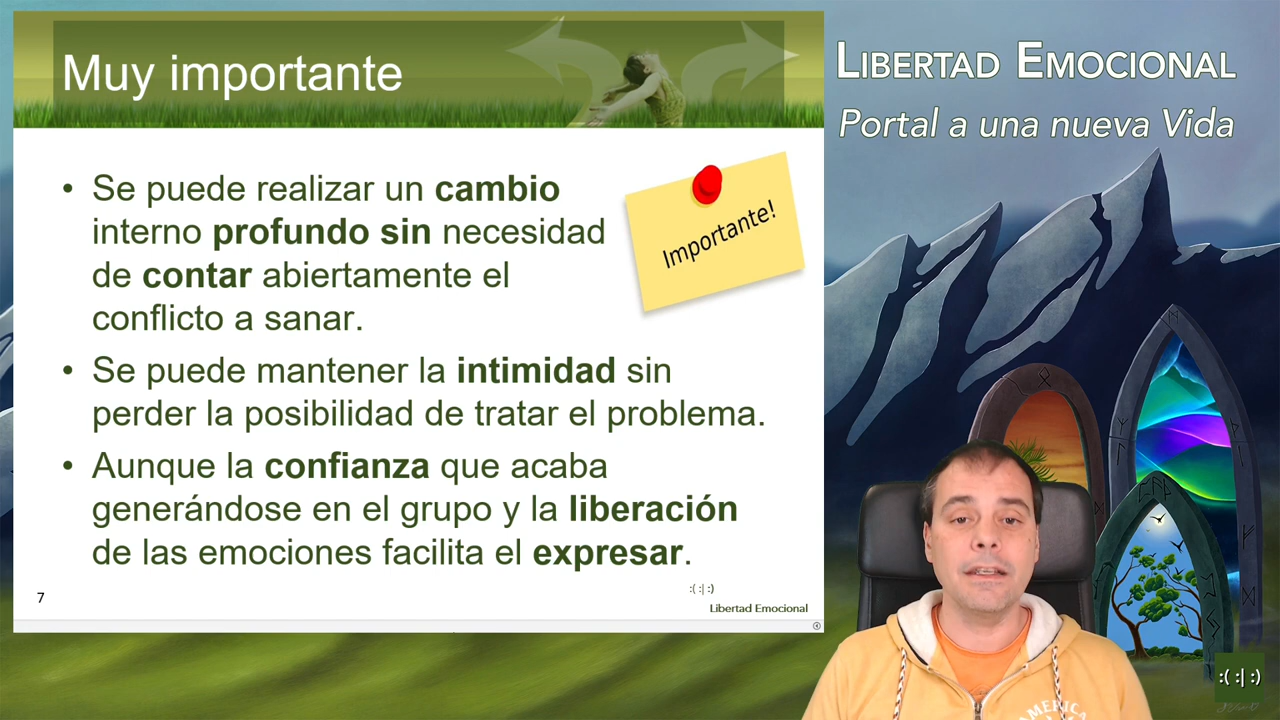 Muy importante
• Se puede realizar un cambio
interno profundo sin necesidad
de contar abiertamente el
conflicto a sanar.
• Se puede mantener la intimidad sin
perder la posibilidad de tratar el problema.
• Aunque la confianza que acaba
generándose en el grupo y la liberación
de las emociones facilita el expresar.
Importante!
7
:( :| :)
Libertad Emocional
LIBERTAD EMOCIONAL
Portal a una nueva Vida
AMERICA
:( :| :)